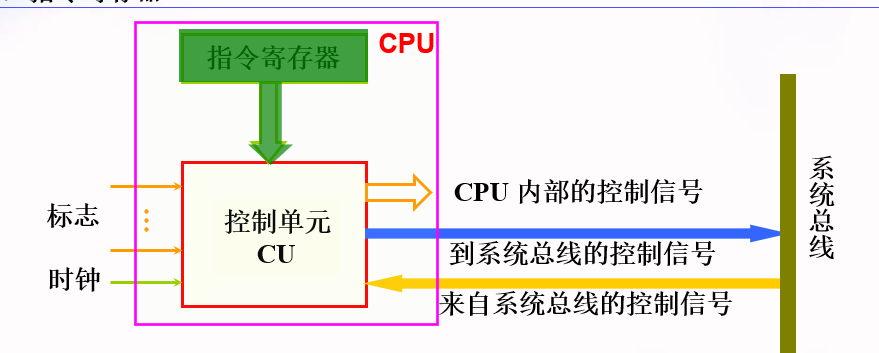 指令寄存器
CPU
标志
时钟
控制单元
CU
CPU 内部的控制信号
到系统总线的控制信号
来自系统总线的控制信号
系统总线